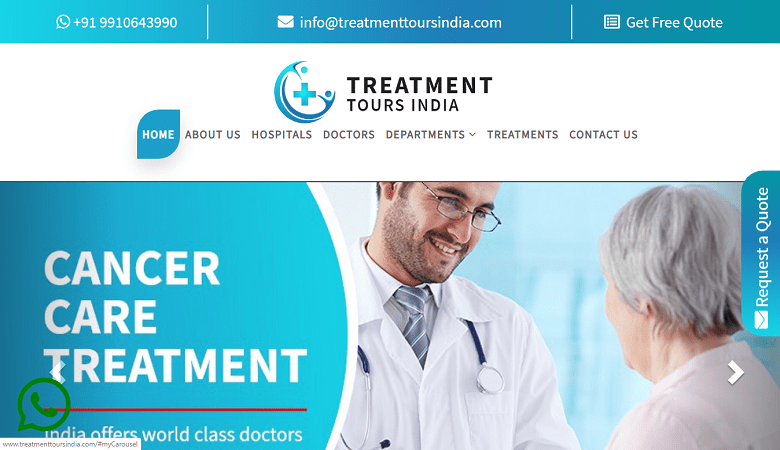 +91 9910643990
info@treatmenttoursindia.com
Get Free Quote
TREATMENT
TOURS INDIA
HOME
ABOUT US
HOSPITALS
DOCTORS
DEPARTMENTS
TREATMENTS
CONTACT US
Request a Quote
CANCER
CARE
TREATMENT
India offers world class doctors
www.treatmenttoursindia.com/#myCarousel